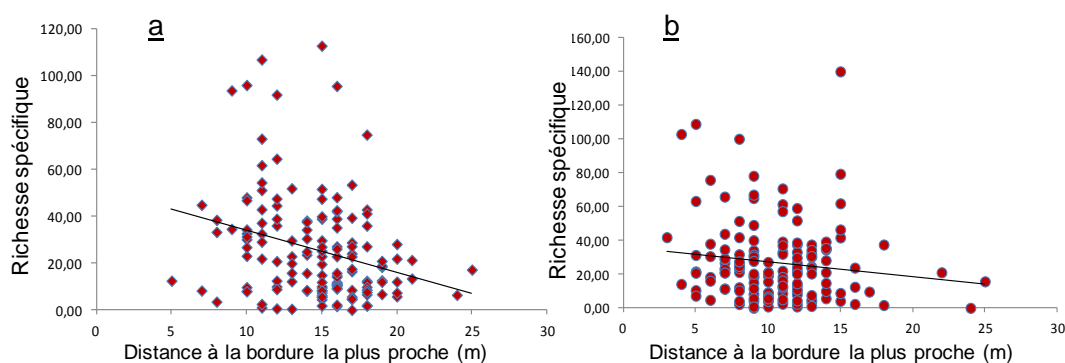 a
Richesse spécifique
120,00
100,00
80,00
60,00
40,00
20,00
0,00
0 5 10 15 20 25 30
Distance à la bordure la plus proche (m)
b
Richesse spécifique
160,00
140,00
120,00
100,00
80,00
60,00
40,00
20,00
0,00
0 5 10 15 20 25 30
Distance à la bordure la plus proche (m)